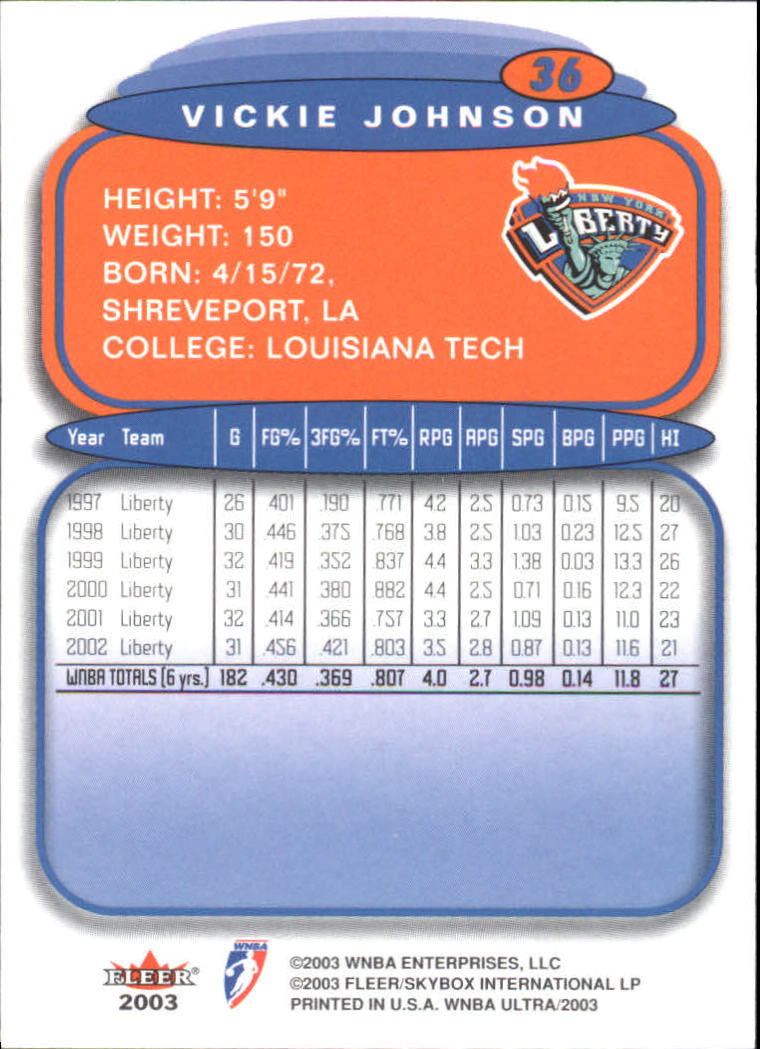 36
VICKIE JOHNSON
NEW YORK
LIBERTY
HEIGHT: 5'9"
WEIGHT: 150
BORN: 4/15/72,
SHREVEPORT, LA
COLLEGE: LOUISIANA TECH
Year Team G FG% 3FG% FT% RPG APG SPG BPG PPG HI
1997 Liberty 26 .401 .190 .771 4.2 2.5 0.73 0.15 9.5 20
1998 Liberty 30 .446 .375 .768 3.8 2.5 1.03 0.23 12.5 27
1999 Liberty 32 .419 .352 .837 4.4 3.3 1.38 0.03 13.3 26
2000 Liberty 31 .441 .380 .882 4.4 2.5 0.71 0.16 12.3 22
2001 Liberty 32 .414 .366 .757 3.3 2.7 1.09 0.13 11.0 23
2002 Liberty 31 .456 .421 .803 3.5 2.8 0.87 0.13 11.6 21
WNBA TOTALS (6 yrs.) 182 .430 .369 .807 4.0 2.7 0.98 0.14 11.8 27
FLEER®
2003
WNBA
©2003 WNBA ENTERPRISES, LLC
©2003 FLEER/SKYBOX INTERNATIONAL LP
PRINTED IN U.S.A. WNBA ULTRA/2003